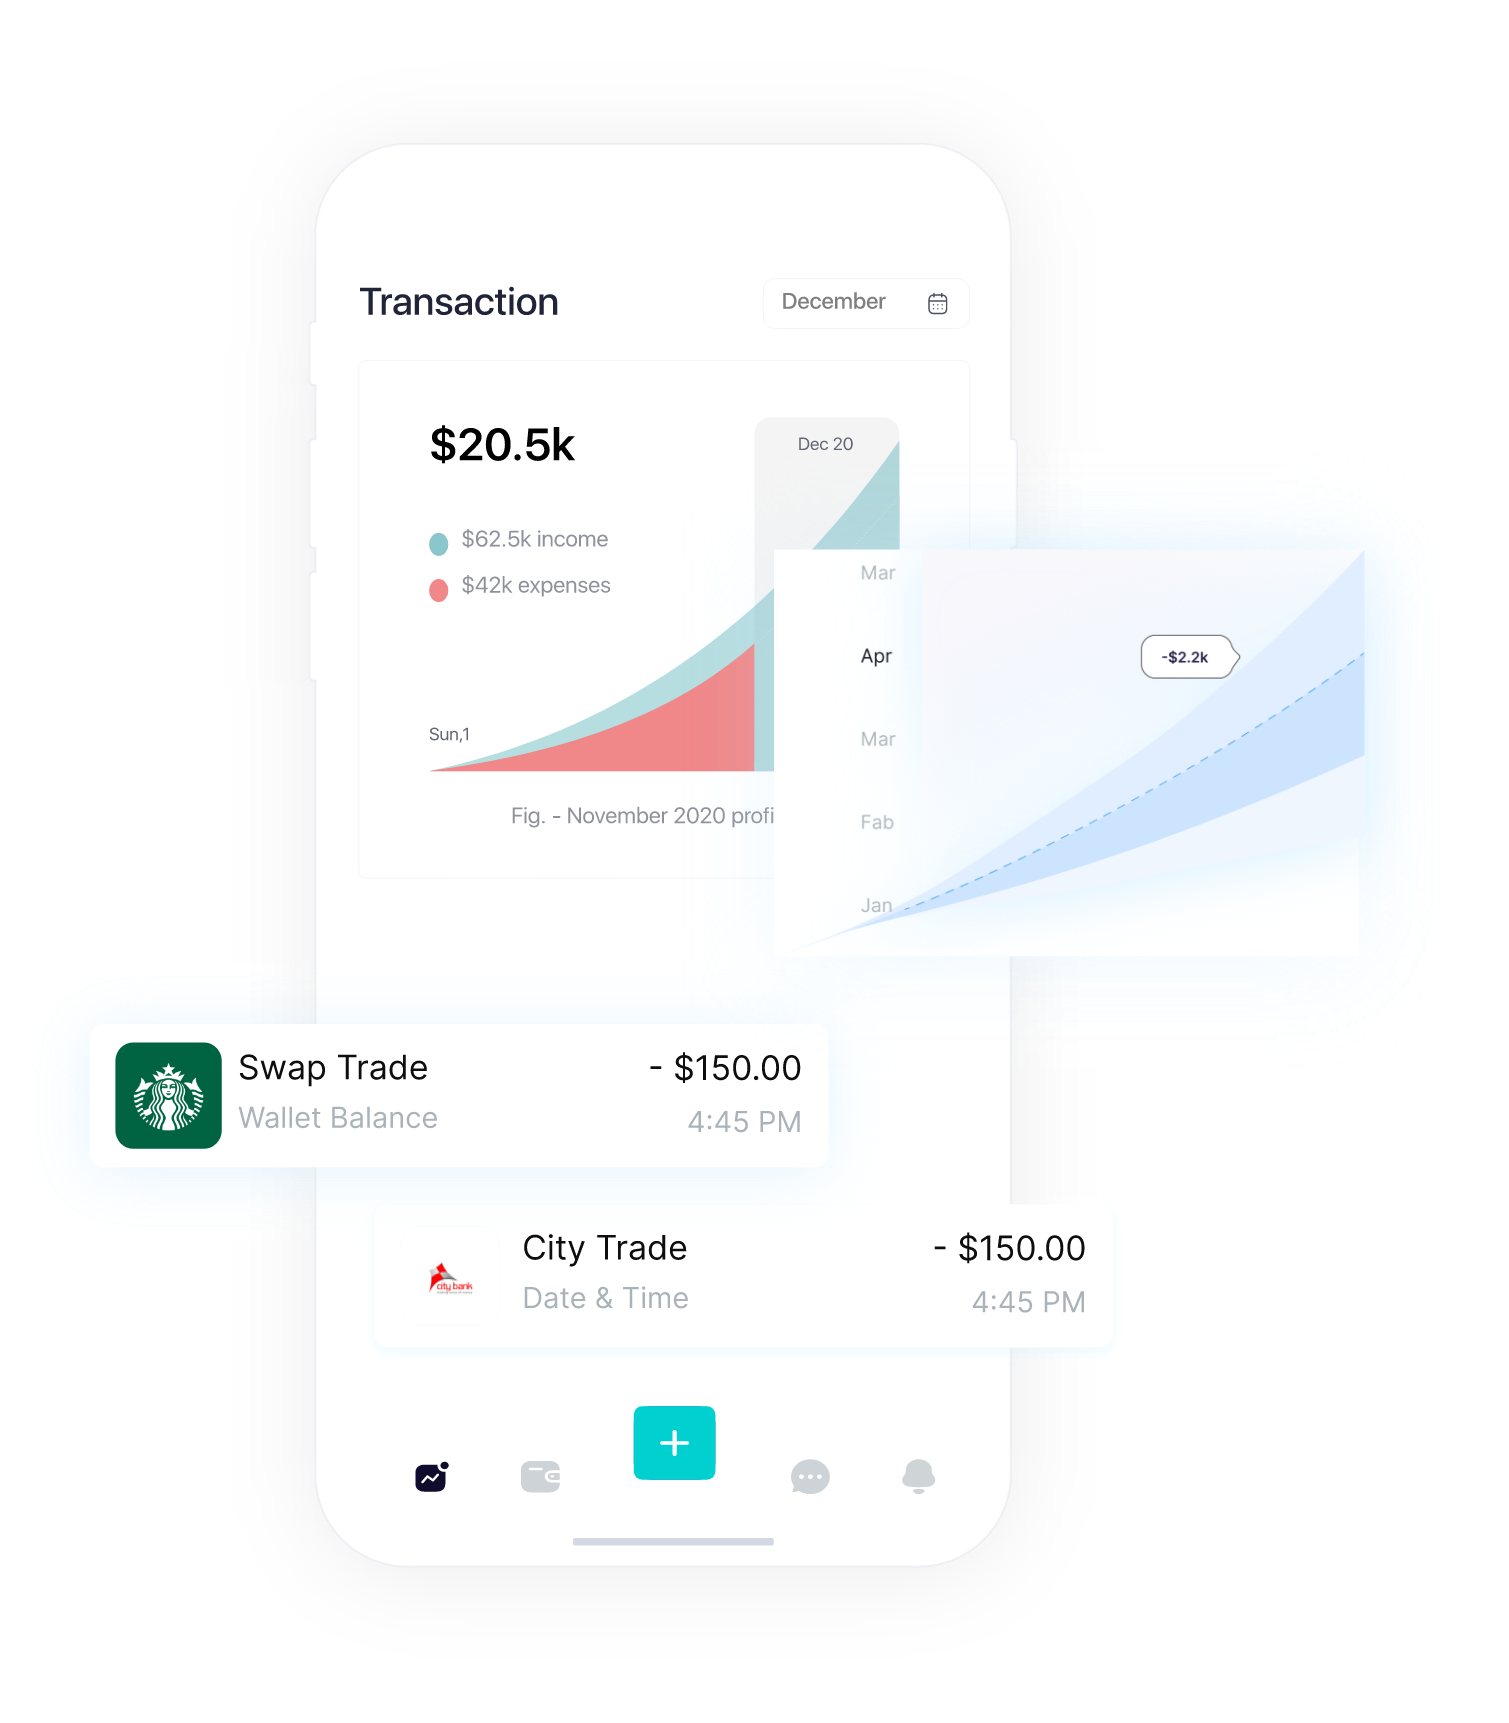 Transaction
December
$20.5k
Dec 20
$62.5k income
$42k expenses
Sun,1
Fig. - November 2020 profi
Mar
Apr
-$2.2k
Mar
Fab
Jan
Swap Trade
- $150.00
Wallet Balance
4:45 PM
city bank
City Trade
- $150.00
Date & Time
4:45 PM